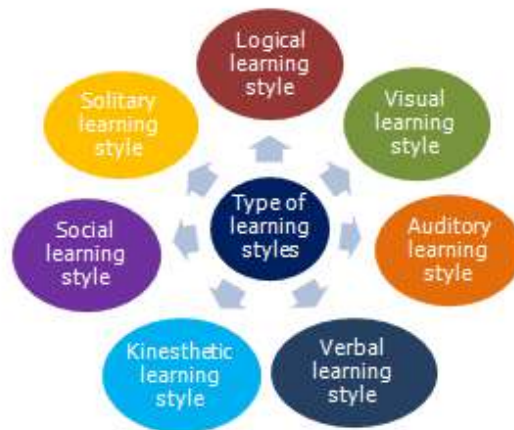 Logical
learning
style
Visual
learning
style
Auditory
learning
style
Verbal
learning
style
Kinesthetic
learning
style
Social
learning
style
Solitary
learning
style
Type of
learning
styles